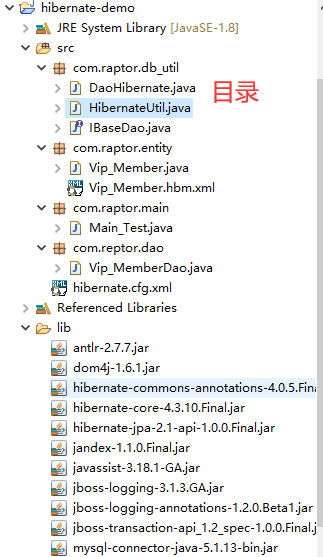 hibernate-demo
JRE System Library [JavaSE-1.8]
src
com.raptor.db_util
DaoHibernate.java
目录
HibernateUtil.java
IBaseDao.java
com.raptor.entity
Vip_Member.java
Vip_Member.hbm.xml
com.raptor.main
Main_Test.java
com.reptor.dao
Vip_MemberDao.java
hibernate.cfg.xml
Referenced Libraries
lib
antlr-2.7.7.jar
dom4j-1.6.1.jar
hibernate-commons-annotations-4.0.5.Fina
hibernate-core-4.3.10.Final.jar
hibernate-jpa-2.1-api-1.0.0.Final.jar
jandex-1.1.0.Final.jar
javassist-3.18.1-GA.jar
jboss-logging-3.1.3.GA.jar
jboss-logging-annotations-1.2.0.Beta1.jar
jboss-transaction-api_1.2_spec-1.0.0.Final.j
mysql-connector-java-5.1.13-bin.jar